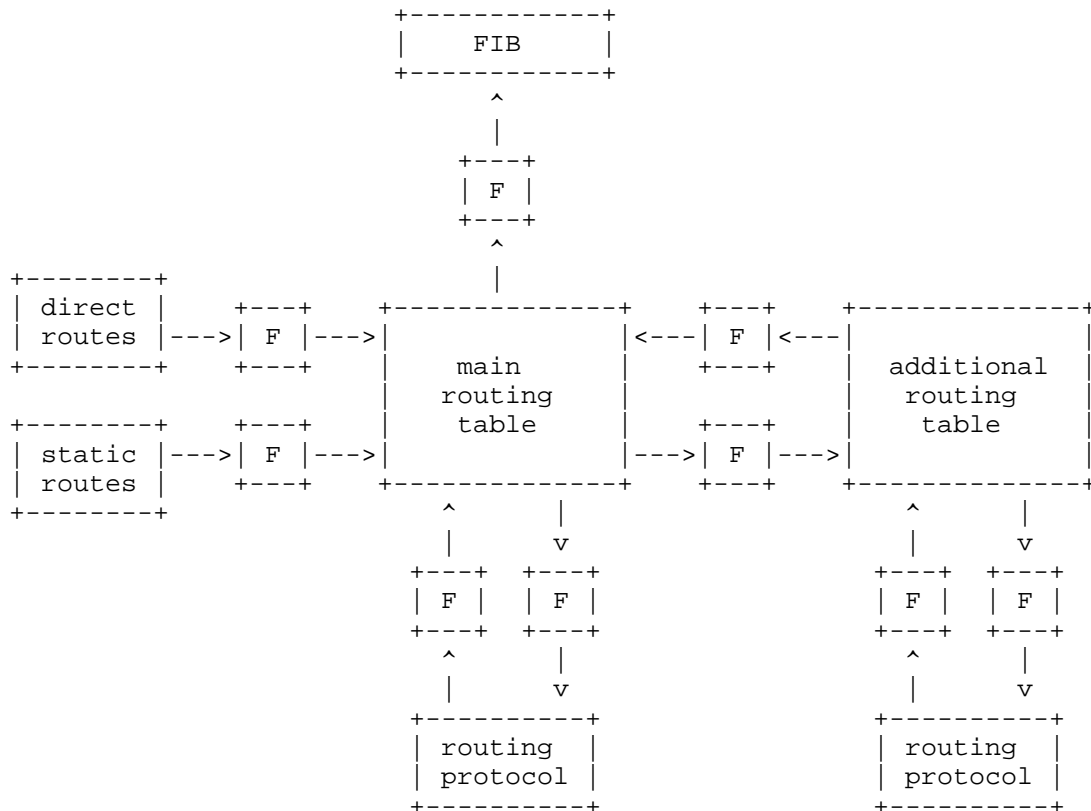 FIB
F
direct
routes
F
F
main
routing
table
additional
routing
table
static
routes
F
F
F
F
F
F
routing
protocol
routing
protocol